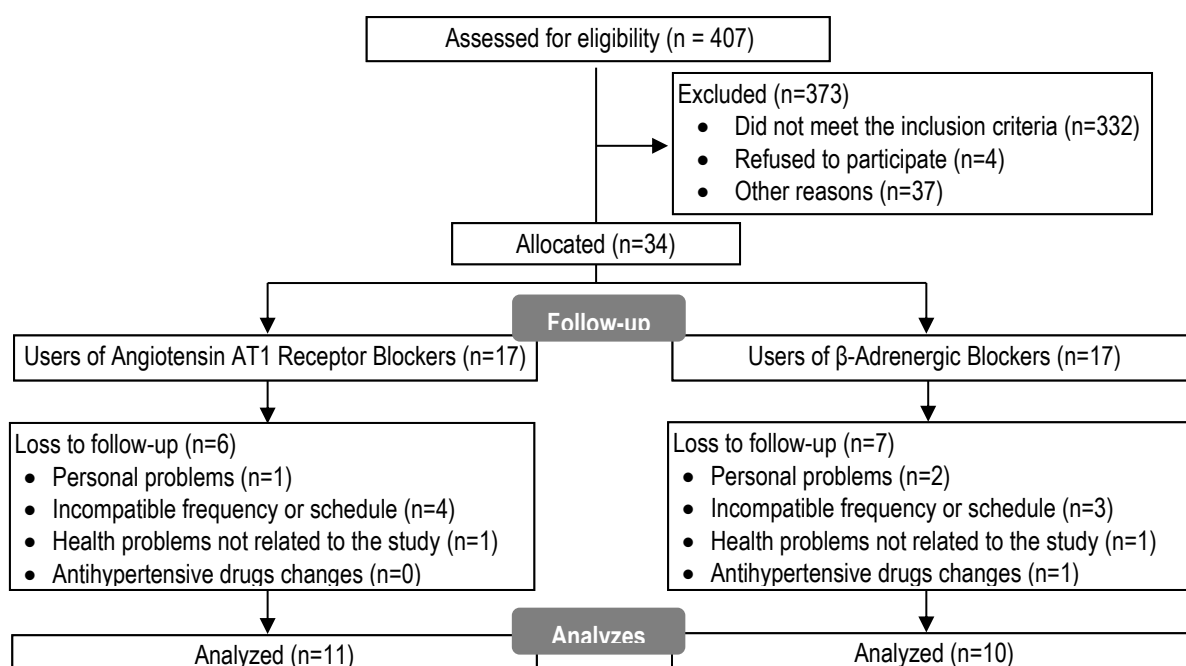 Assessed for eligibility (n = 407)
Excluded (n=373)
• Did not meet the inclusion criteria (n=332)
• Refused to participate (n=4)
• Other reasons (n=37)
Allocated (n=34)
Follow-up
Users of Angiotensin AT1 Receptor Blockers (n=17)
Users of β-Adrenergic Blockers (n=17)
Loss to follow-up (n=6)
• Personal problems (n=1)
• Incompatible frequency or schedule (n=4)
• Health problems not related to the study (n=1)
• Antihypertensive drugs changes (n=0)
Loss to follow-up (n=7)
• Personal problems (n=2)
• Incompatible frequency or schedule (n=3)
• Health problems not related to the study (n=1)
• Antihypertensive drugs changes (n=1)
Analyzes
Analyzed (n=11)
Analyzed (n=10)